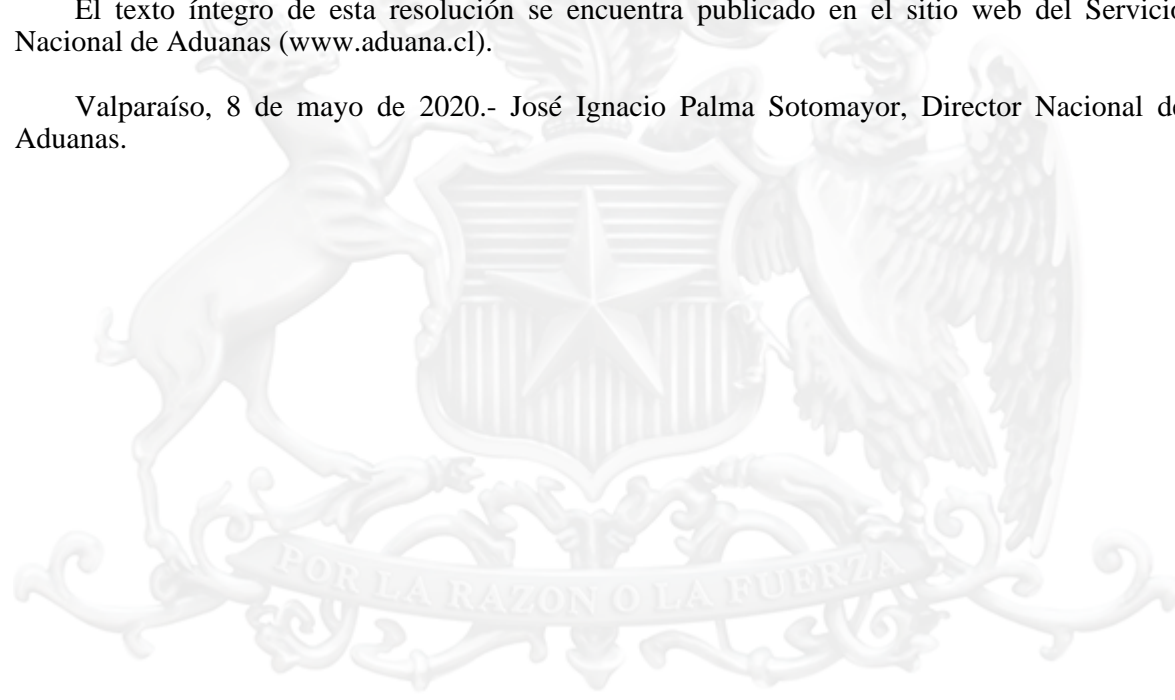 El texto íntegro de esta resolución se encuentra publicado en el sitio web del Servicio
Nacional de Aduanas (www.aduana.cl).
Valparaíso, 8 de mayo de 2020.- José Ignacio Palma Sotomayor, Director Nacional de
Aduanas.
POR LA RAZON O LA FUERZA